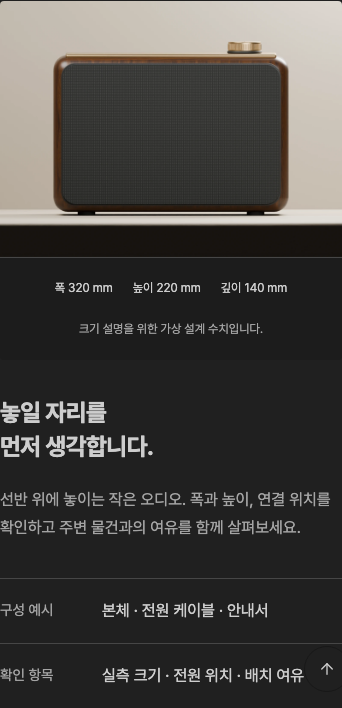 폭 320 mm 높이 220 mm 깊이 140 mm
크기 설명을 위한 가상 설계 수치입니다.
놓일 자리를
먼저 생각합니다.
선반 위에 놓이는 작은 오디오. 폭과 높이, 연결 위치를
확인하고 주변 물건과의 여유를 함께 살펴보세요.
구성 예시 본체 · 전원 케이블 · 안내서
확인 항목 실측 크기 · 전원 위치 · 배치 여유